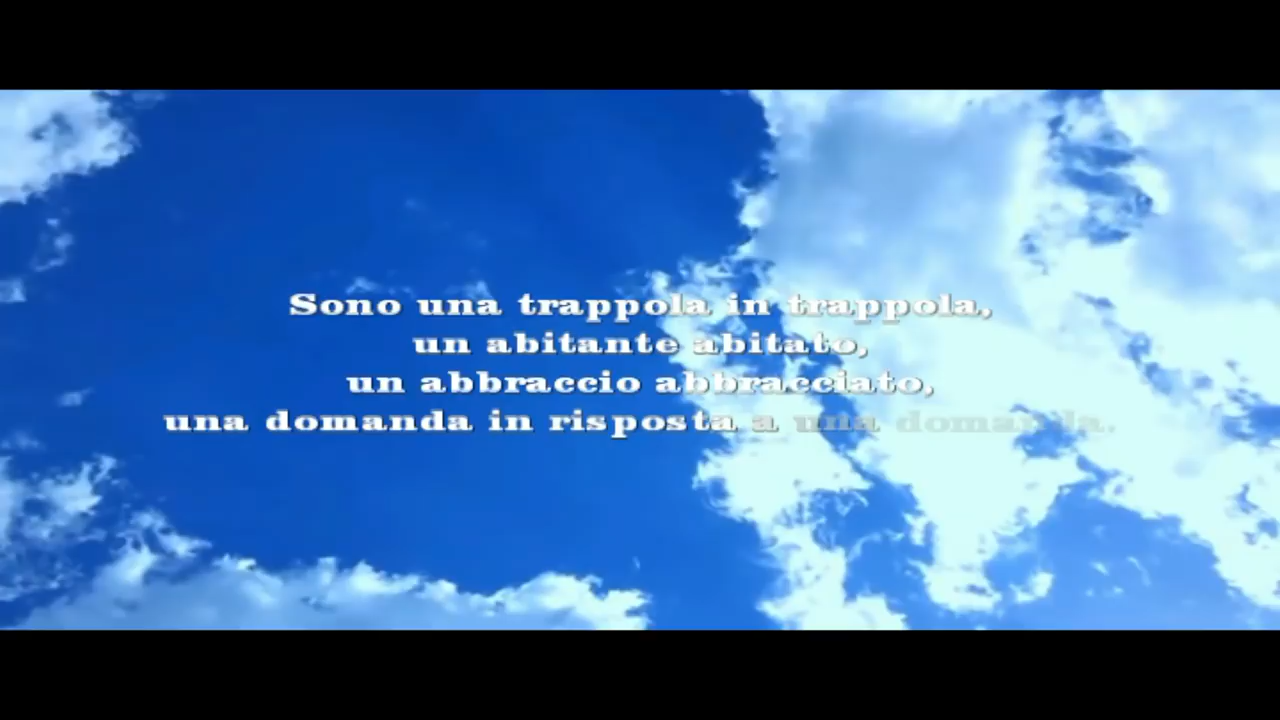 Sono una trappola in trappola,
un abitante abitato,
un abbraccio abbracciato,
una domanda in risposta a una domanda.